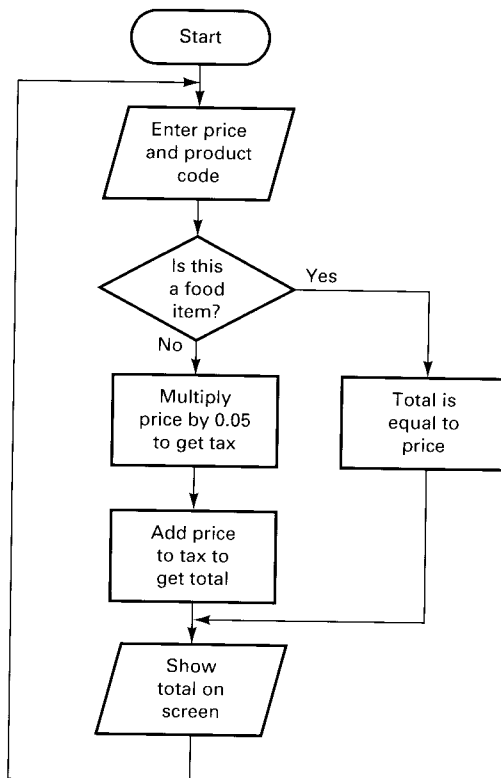 Start
Enter price
and product
code
Is this
a food
item?
Yes
No
Multiply
price by 0.05
to get tax
Total is
equal to
price
Add price
to tax to
get total
Show
total on
screen